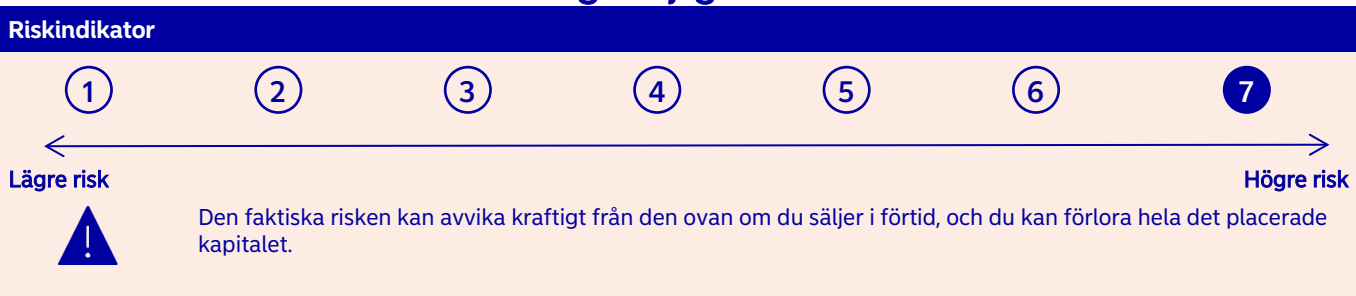 Riskindikator
1 2 3 4 5 6 7
Lägre risk Högre risk
Den faktiska risken kan avvika kraftigt från den ovan om du säljer i förtid, och du kan förlora hela det placerade
kapitalet.